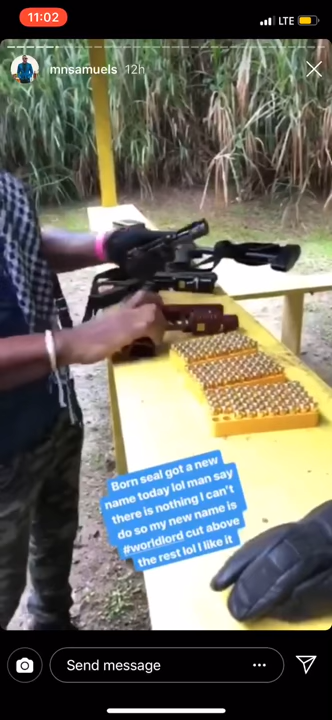 11:02
LTE
mnsamuels 12h
Born seal got a new
name today lol man say
there is nothing I can't
do so my new name is
#worldlord cut above
the rest lol I like it
Send message